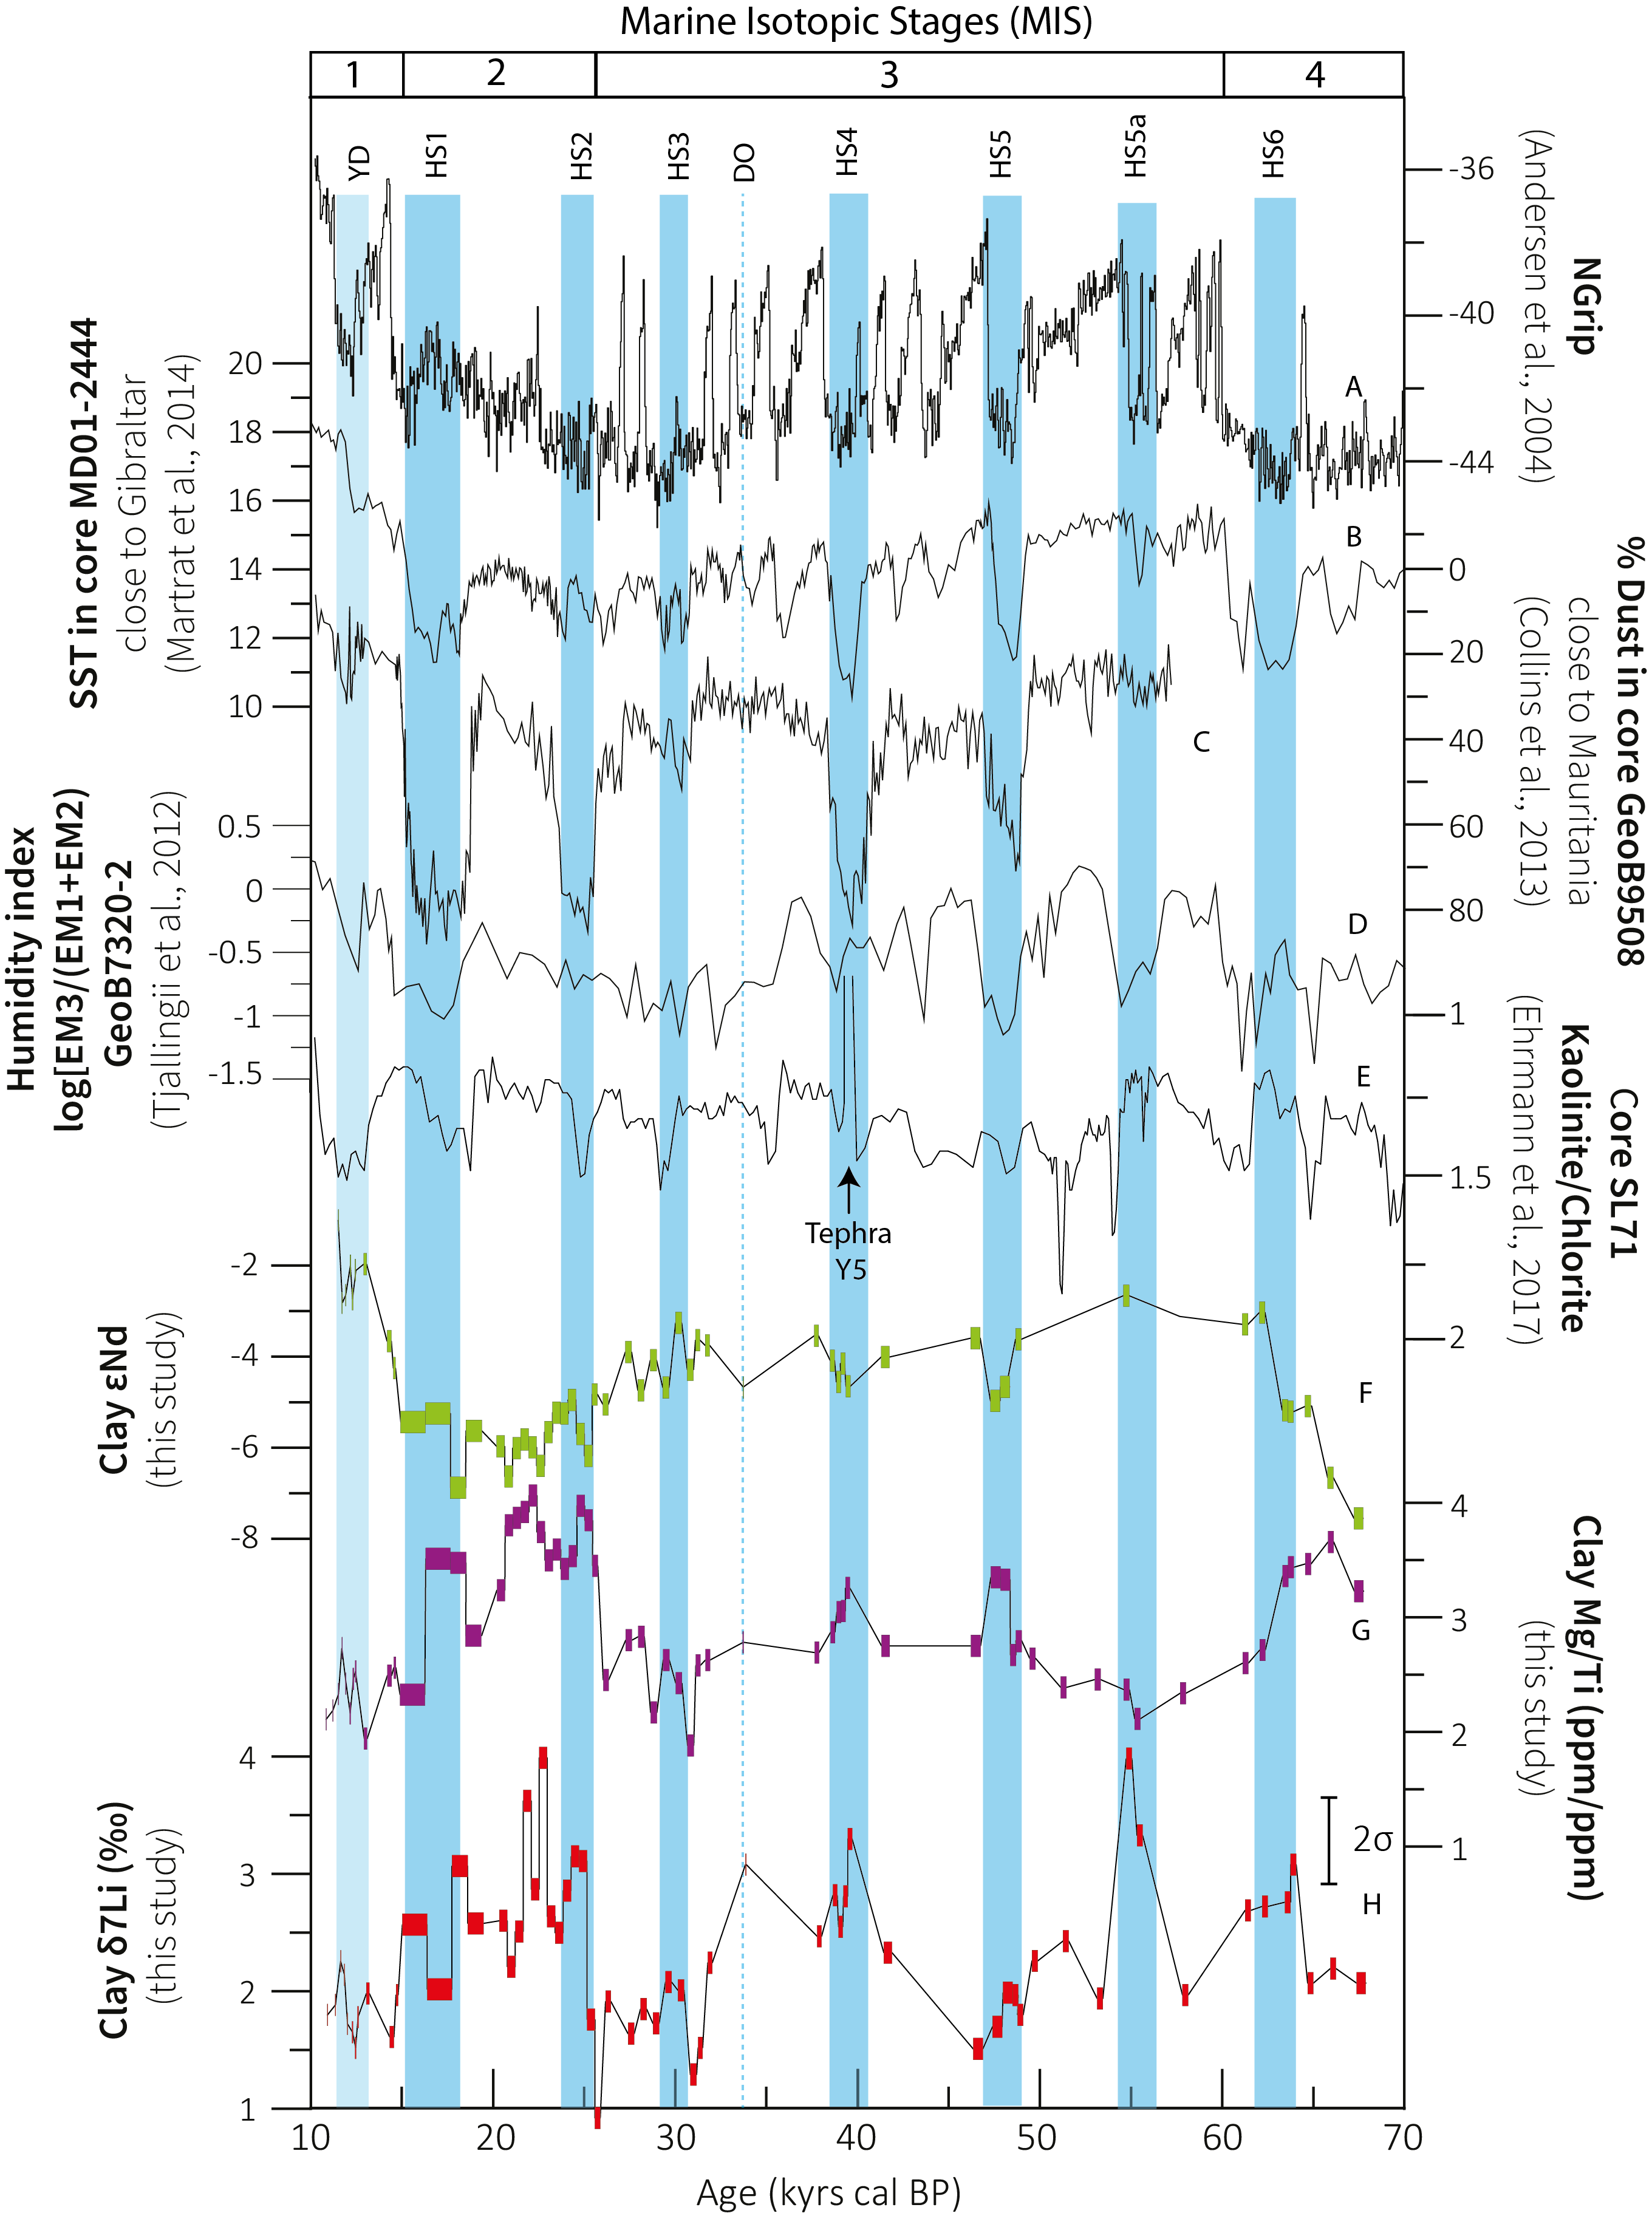 Marine Isotopic Stages (MIS)
1 2 3 4
YD HS1 HS2 HS3 DO HS4 HS5 HS5a HS6
NGrip
(Andersen et al., 2004)
-36
-40
-44
A
SST in core MD01-2444
close to Gibraltar
(Martrat et al., 2014)
20
18
16
14
12
10
B
% Dust in core GeoB9508
close to Mauritania
(Collins et al., 2013)
0
20
40
60
80
C
Humidity index
log[EM3/(EM1+EM2)
GeoB7320-2
(Tjallingii et al., 2012)
0.5
0
-0.5
-1
-1.5
D
Core SL71
Kaolinite/Chlorite
(Ehrmann et al., 2017)
1
1.5
2
E
Tephra
Y5
Clay εNd
(this study)
-2
-4
-6
-8
F
Clay Mg/Ti (ppm/ppm)
(this study)
4
3
2
1
G
Clay δ7Li (‰)
(this study)
4
3
2
1
2σ
H
10 20 30 40 50 60 70
Age (kyrs cal BP)